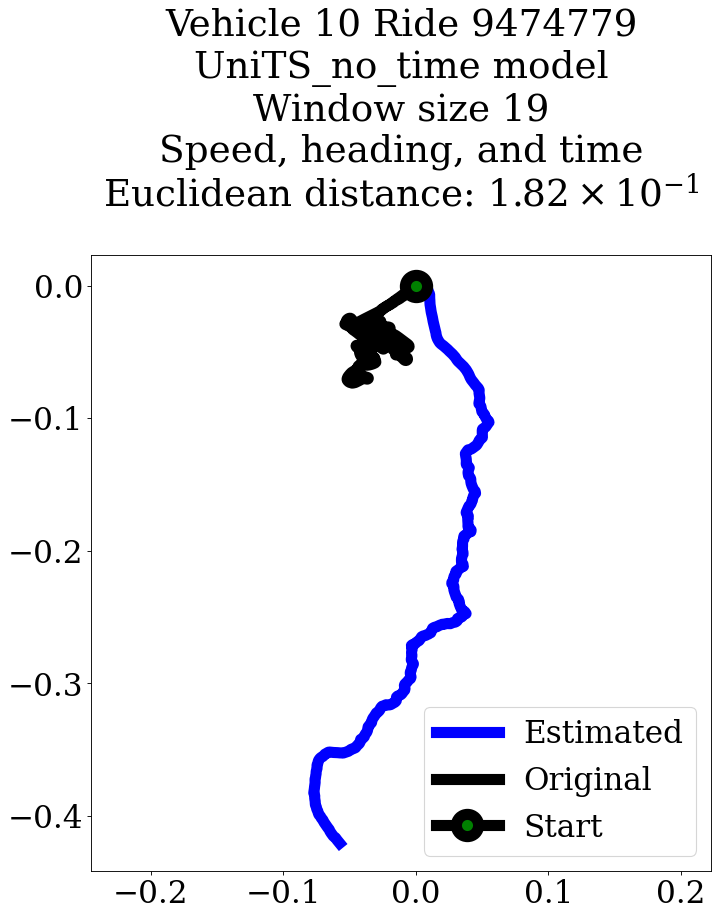 Vehicle 10 Ride 9474779
UniTS_no_time model
Window size 19
Speed, heading, and time
Euclidean distance: 1.82 × 10⁻¹
0.0
−0.1
−0.2
−0.3
−0.4
Estimated
Original
Start
−0.2 −0.1 0.0 0.1 0.2